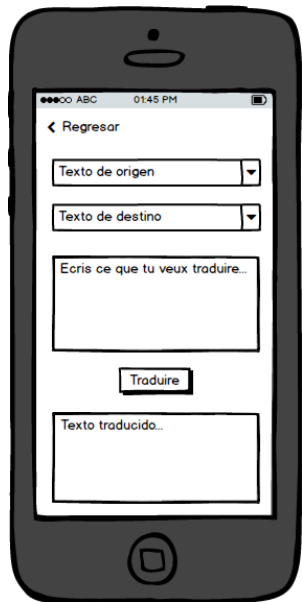 ABC 01:45 PM
Regresar
Texto de origen
Texto de destino
Ecris ce que tu veux traduire...
Traduire
Texto traducido...